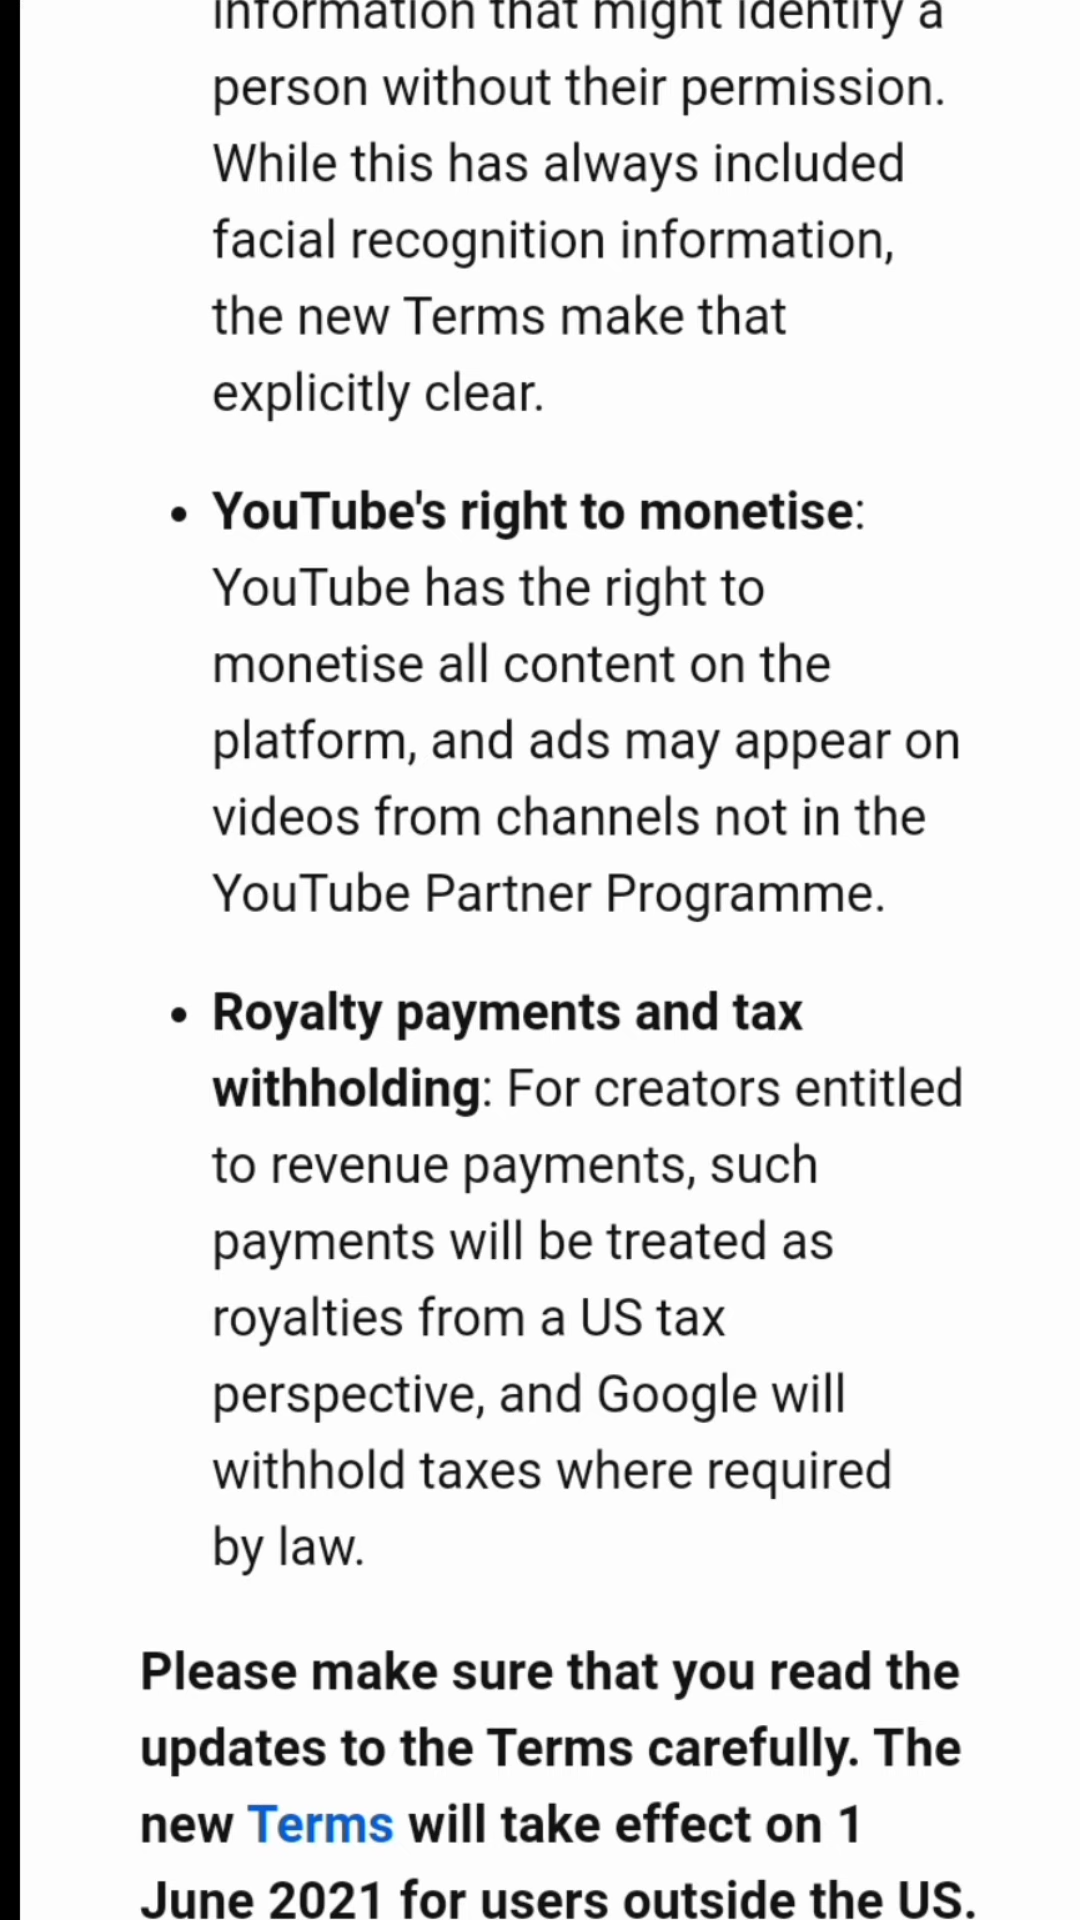 information that might identify a
person without their permission.
While this has always included
facial recognition information,
the new Terms make that
explicitly clear.
• YouTube's right to monetise:
YouTube has the right to
monetise all content on the
platform, and ads may appear on
videos from channels not in the
YouTube Partner Programme.
• Royalty payments and tax
withholding: For creators entitled
to revenue payments, such
payments will be treated as
royalties from a US tax
perspective, and Google will
withhold taxes where required
by law.
Please make sure that you read the
updates to the Terms carefully. The
new Terms will take effect on 1
June 2021 for users outside the US.